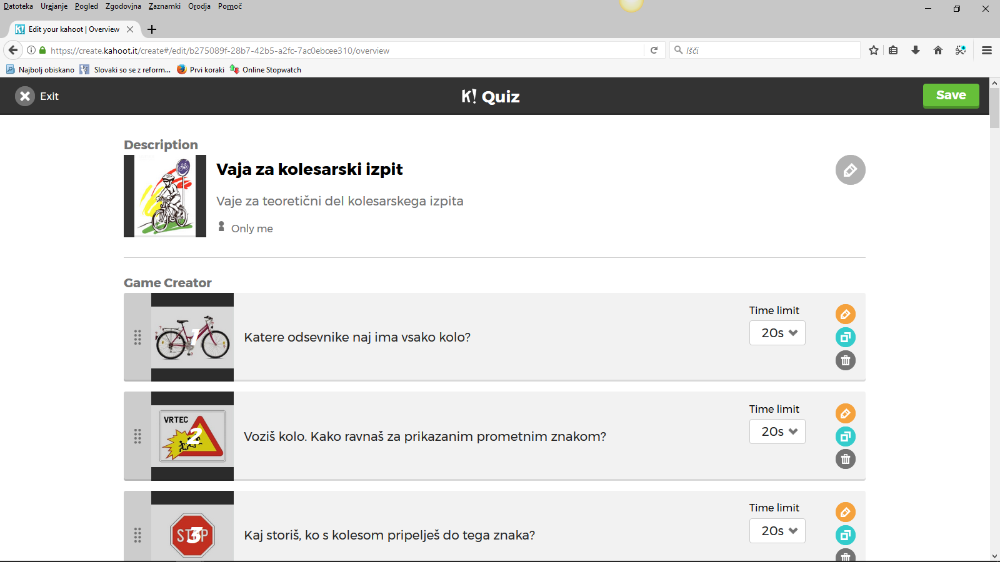 Datoteka Urejanje Pogled Zgodovina Zaznamki Orodja Pomoč
K! Edit your kahoot | Overview
https://create.kahoot.it/create#/edit/b275089f-28b7-42b5-a2fc-7ac0ebcee310/overview
Išči
Najbolj obiskano Slovaki so se z reform... Prvi koraki Online Stopwatch
Exit
K! Quiz
Save
Description
Vaja za kolesarski izpit
Vaje za teoretični del kolesarskega izpita
Only me
Game Creator
1
Katere odsevnike naj ima vsako kolo?
Time limit
20s
VRTEC
2
Voziš kolo. Kako ravnaš za prikazanim prometnim znakom?
Time limit
20s
STOP
3
Kaj storiš, ko s kolesom pripelješ do tega znaka?
Time limit
20s